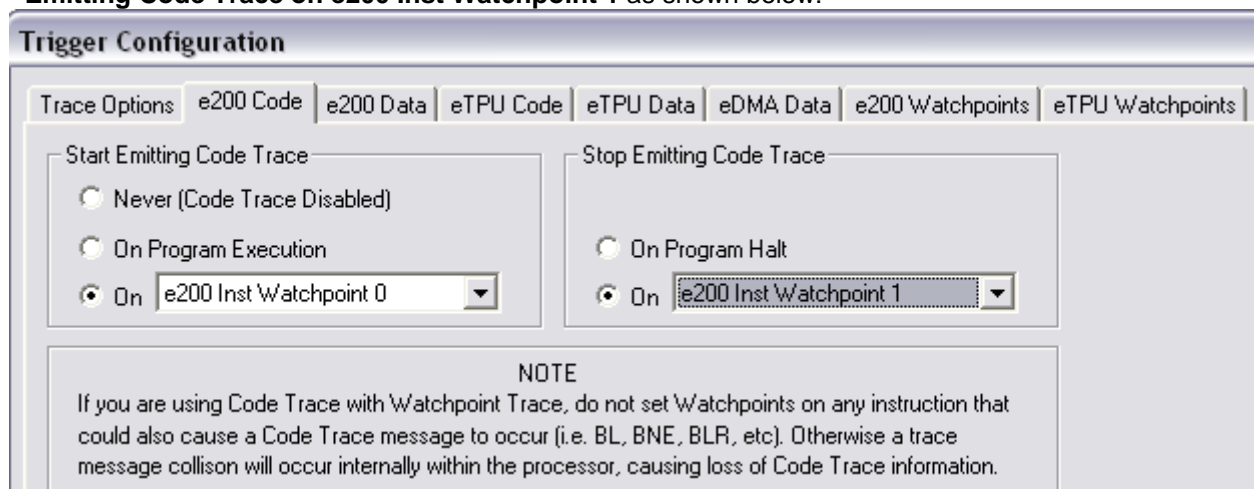 Emitting Code Trace on e200 Inst Watchpoint 1 as shown below.
Trigger Configuration
Trace Options e200 Code e200 Data eTPU Code eTPU Data eDMA Data e200 Watchpoints eTPU Watchpoints
Start Emitting Code Trace
Never (Code Trace Disabled)
On Program Execution
On e200 Inst Watchpoint 0
Stop Emitting Code Trace
On Program Halt
On e200 Inst Watchpoint 1
NOTE
If you are using Code Trace with Watchpoint Trace, do not set Watchpoints on any instruction that
could also cause a Code Trace message to occur (i.e. BL, BNE, BLR, etc). Otherwise a trace
message collison will occur internally within the processor, causing loss of Code Trace information.